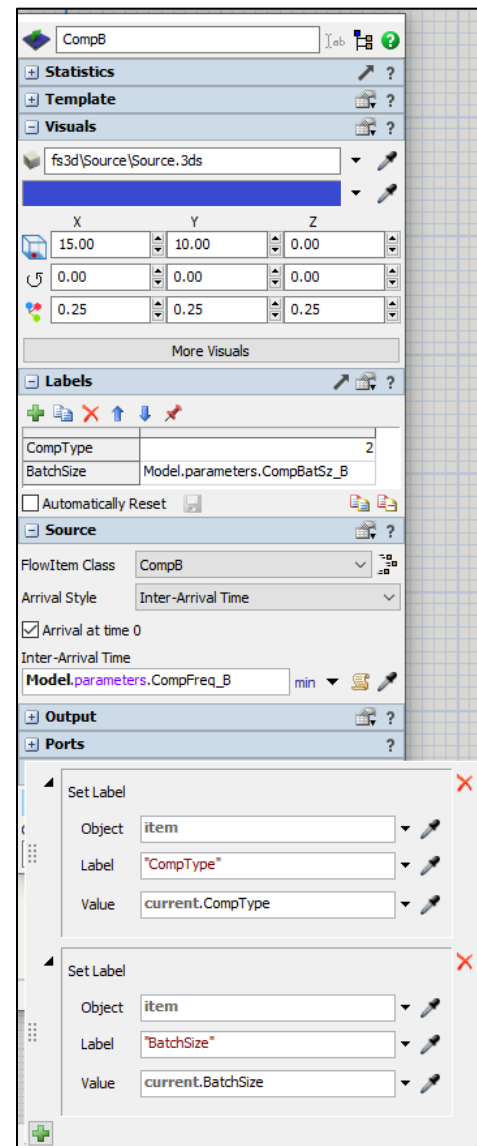 CompB
Statistics ?
Template ?
Visuals ?
fs3d\Source\Source.3ds
X Y Z
15.00 10.00 0.00
0.00 0.00 0.00
0.25 0.25 0.25
More Visuals
Labels ?
CompType 2
BatchSize Model.parameters.CompBatSz_B
Automatically Reset
Source ?
FlowItem Class CompB
Arrival Style Inter-Arrival Time
Arrival at time 0
Inter-Arrival Time
Model.parameters.CompFreq_B min
Output ?
Ports ?
Set Label
Object item
Label "CompType"
Value current.CompType
Set Label
Object item
Label "BatchSize"
Value current.BatchSize